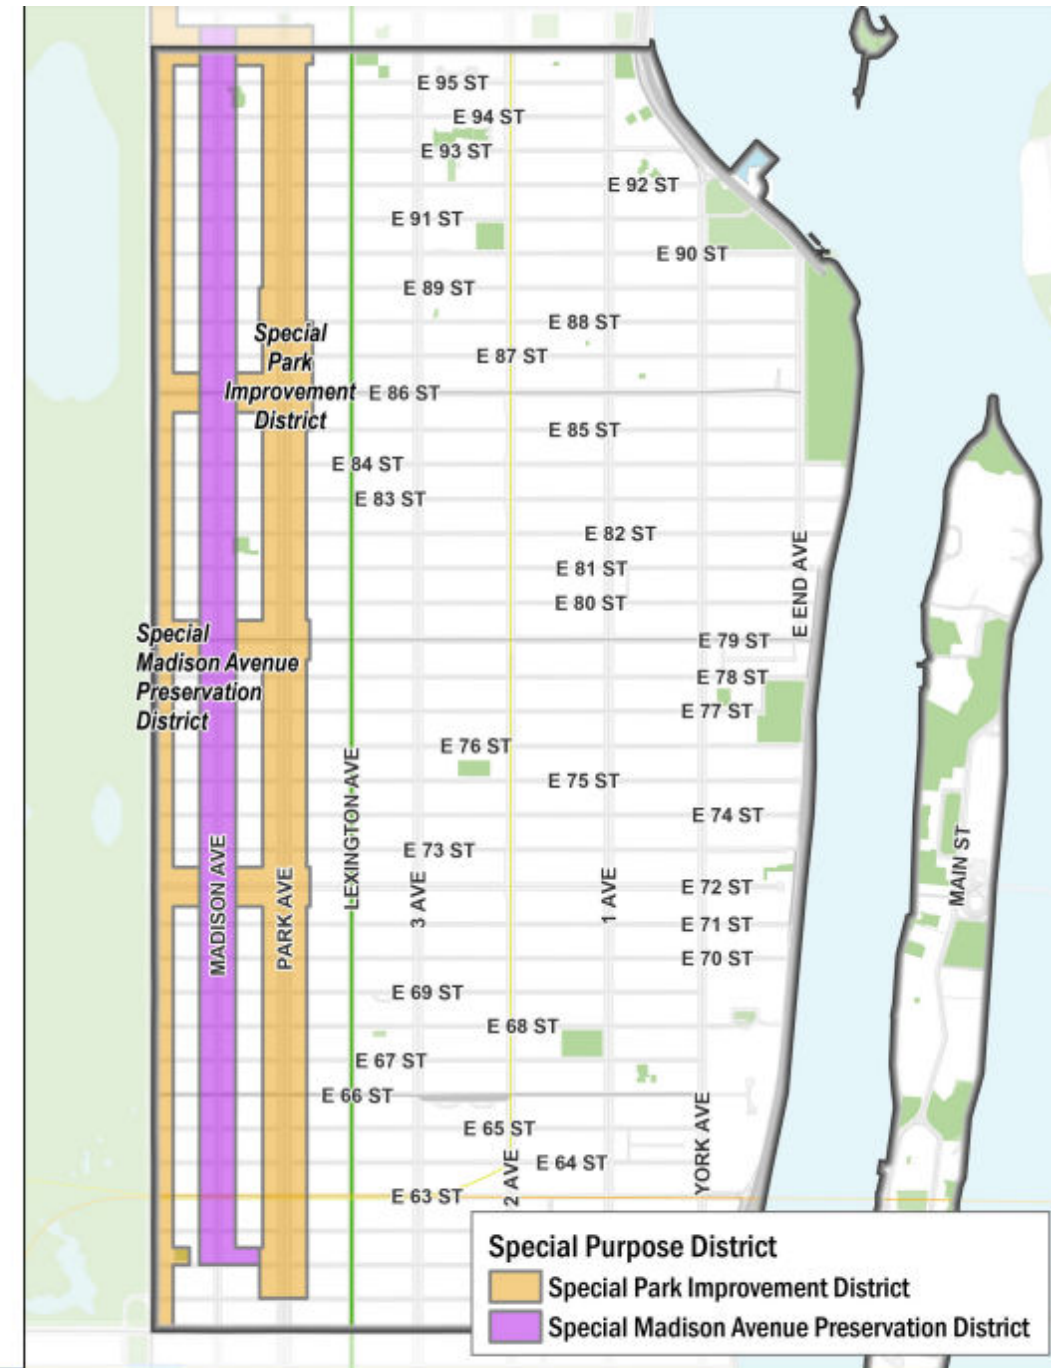 E 95 ST
E 94 ST
E 93 ST
E 92 ST
E 91 ST
E 90 ST
E 89 ST
E 88 ST
Special
Park
Improvement
District
E 87 ST
E 86 ST
E 85 ST
E 84 ST
E 83 ST
E 82 ST
E 81 ST
E 80 ST
E END AVE
E 79 ST
Special
Madison Avenue
Preservation
District
E 78 ST
E 77 ST
E 76 ST
E 75 ST
E 74 ST
E 73 ST
E 72 ST
MADISON AVE
PARK AVE
LEXINGTON AVE
3 AVE
1 AVE
MAIN ST
E 71 ST
E 70 ST
E 69 ST
E 68 ST
E 67 ST
E 66 ST
E 65 ST
E 64 ST
2 AVE
YORK AVE
E 63 ST
Special Purpose District
Special Park Improvement District
Special Madison Avenue Preservation District